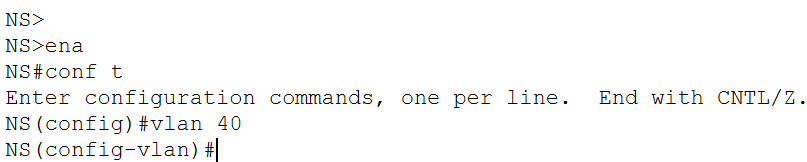 NS>
NS>ena
NS#conf t
Enter configuration commands, one per line.  End with CNTL/Z.
NS(config)#vlan 40
NS(config-vlan)#